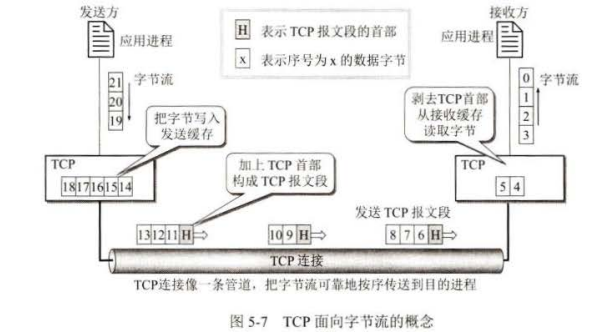 发送方
接收方
应用进程
H 表示 TCP 报文段的首部
x 表示序号为 x 的数据字节
应用进程
21
20
19
字节流
把字节写入
发送缓存
剥去TCP首部
从接收缓存
读取字节
0
1
2
3
字节流
TCP
18 17 16 15 14
加上 TCP 首部
构成 TCP 报文段
TCP
5 4
发送 TCP 报文段
13 12 11 H
10 9 H
8 7 6 H
TCP 连接
TCP连接像一条管道，把字节流可靠地按序传送到目的进程
图 5-7 TCP 面向字节流的概念